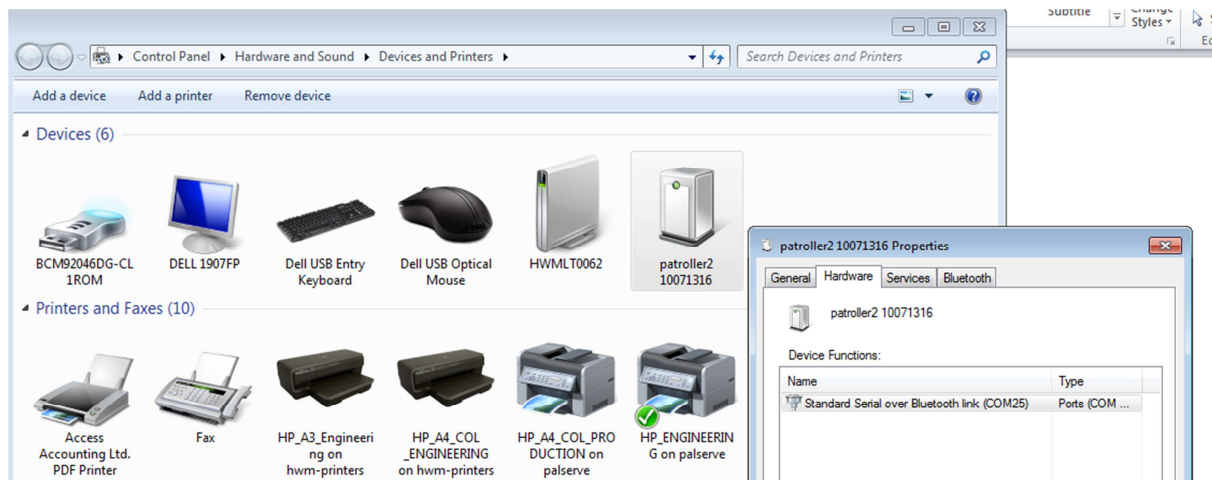 Subtitle
Change
Styles
Control Panel Hardware and Sound Devices and Printers
Search Devices and Printers
Add a device Add a printer Remove device
Devices (6)
BCM92046DG-CL
1ROM
DELL 1907FP
Dell USB Entry
Keyboard
Dell USB Optical
Mouse
HWMLT0062
patroller2
10071316
Printers and Faxes (10)
Access
Accounting Ltd.
PDF Printer
Fax
HP_A3_Engineeri
ng on
hwm-printers
HP_A4_COL
_ENGINEERING
on hwm-printers
HP_A4_COL_PRO
DUCTION on
palserve
HP_ENGINEERIN
G on palserve
patroller2 10071316 Properties
General Hardware Services Bluetooth
patroller2 10071316
Device Functions:
Name Type
Standard Serial over Bluetooth link (COM25) Ports (COM ...